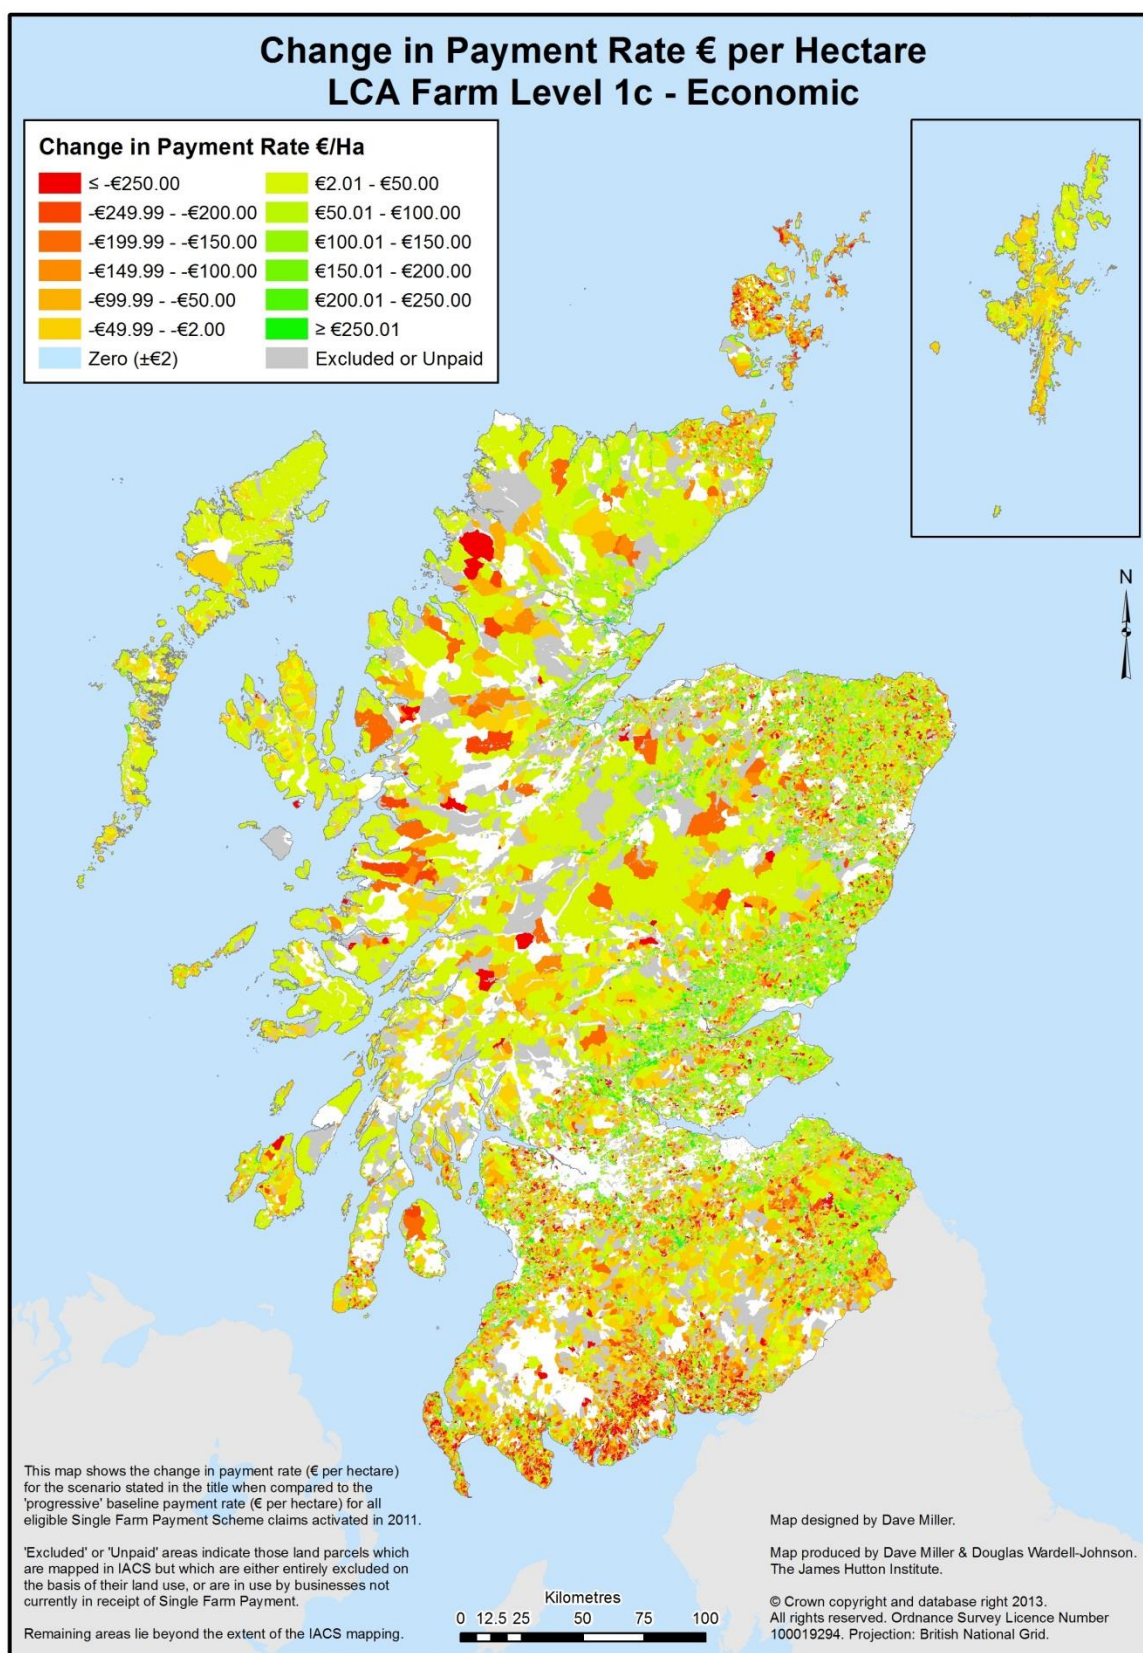 Change in Payment Rate € per Hectare
LCA Farm Level 1c - Economic
Change in Payment Rate €/Ha
≤ -€250.00
-€249.99 - -€200.00
-€199.99 - -€150.00
-€149.99 - -€100.00
-€99.99 - -€50.00
-€49.99 - -€2.00
Zero (±€2)
€2.01 - €50.00
€50.01 - €100.00
€100.01 - €150.00
€150.01 - €200.00
€200.01 - €250.00
≥ €250.01
Excluded or Unpaid
N
This map shows the change in payment rate (€ per hectare)
for the scenario stated in the title when compared to the
'progressive' baseline payment rate (€ per hectare) for all
eligible Single Farm Payment Scheme claims activated in 2011.
'Excluded' or 'Unpaid' areas indicate those land parcels which
are mapped in IACS but which are either entirely excluded on
the basis of their land use, or are in use by businesses not
currently in receipt of Single Farm Payment.
Remaining areas lie beyond the extent of the IACS mapping.
Kilometres
0 12.5 25 50 75 100
Map designed by Dave Miller.
Map produced by Dave Miller & Douglas Wardell-Johnson.
The James Hutton Institute.
© Crown copyright and database right 2013.
All rights reserved. Ordnance Survey Licence Number
100019294. Projection: British National Grid.